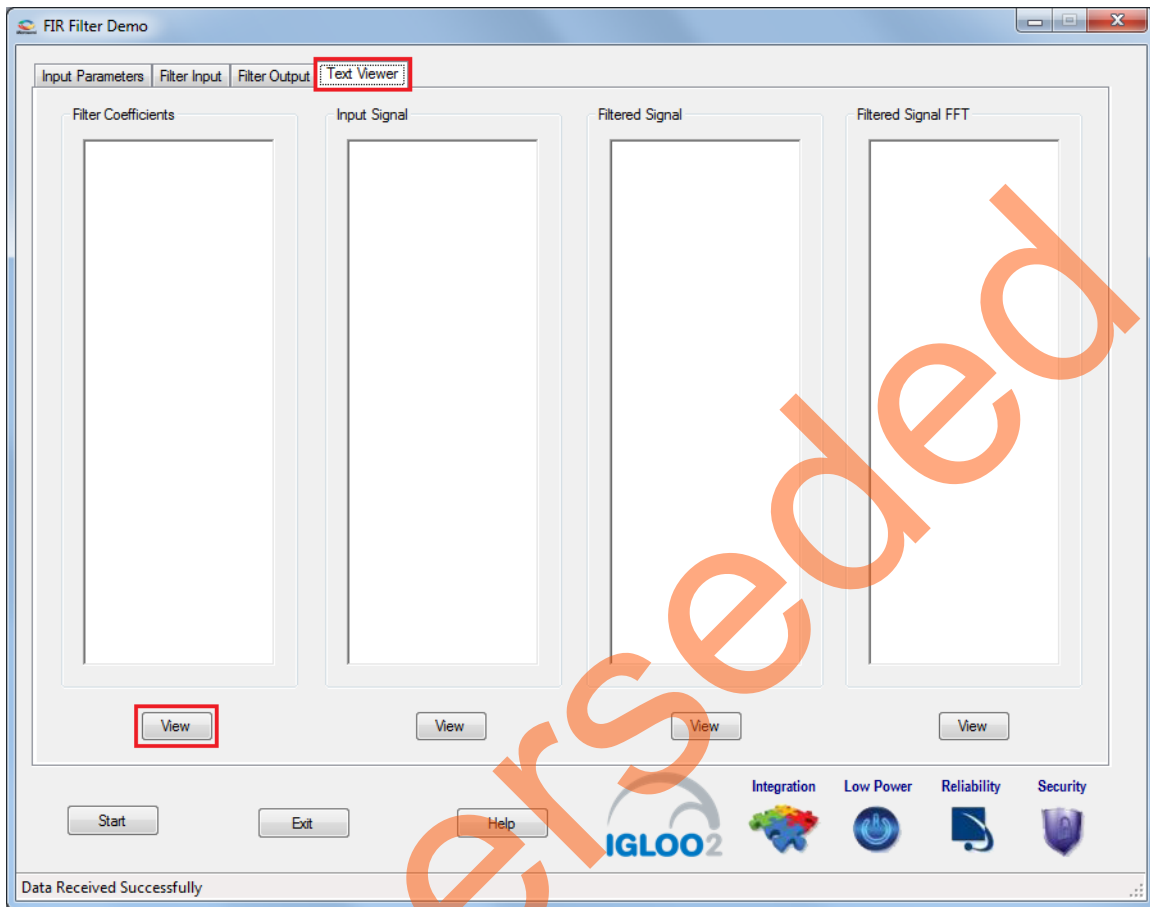 FIR Filter Demo
Input Parameters Filter Input Filter Output Text Viewer
Filter Coefficients Input Signal Filtered Signal Filtered Signal FFT
View View View View
Integration Low Power Reliability Security
Start Exit Help
IGLOO2
Data Received Successfully
erseded